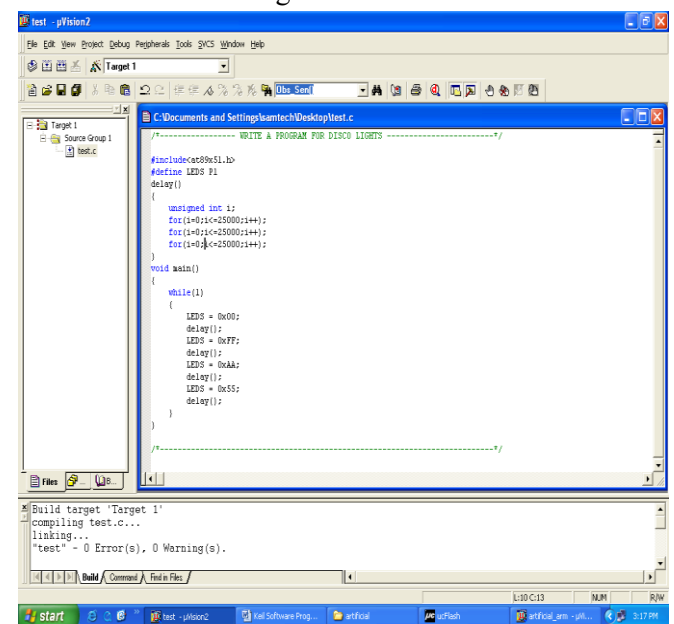 test - µVision2
File Edit View Project Debug Peripherals Tools SVCS Window Help
Target 1
Obs_Sen(
Target 1
Source Group 1
test.c
C:\Documents and Settings\samtech\Desktop\test.c
/*----------------- WRITE A PROGRAM FOR DISCO LIGHTS ------------------------*/
#include<at89x51.h>
#define LEDS P1
delay()
{
unsigned int i;
for(i=0;i<=25000;i++);
for(i=0;i<=25000;i++);
for(i=0;i<=25000;i++);
}
void main()
{
while(1)
{
LEDS = 0x00;
delay();
LEDS = 0xFF;
delay();
LEDS = 0xAA;
delay();
LEDS = 0x55;
delay();
}
}
/*--------------------------------------------------------------------------*/
Files B...
Build target 'Target 1'
compiling test.c...
linking...
"test" - 0 Error(s), 0 Warning(s).
Build Command Find in Files
L:10 C:13 NUM R/W
start test - µVision2 Keil Software Prog... artificial ucFlash artificial_arm - µVi... 3:17 PM